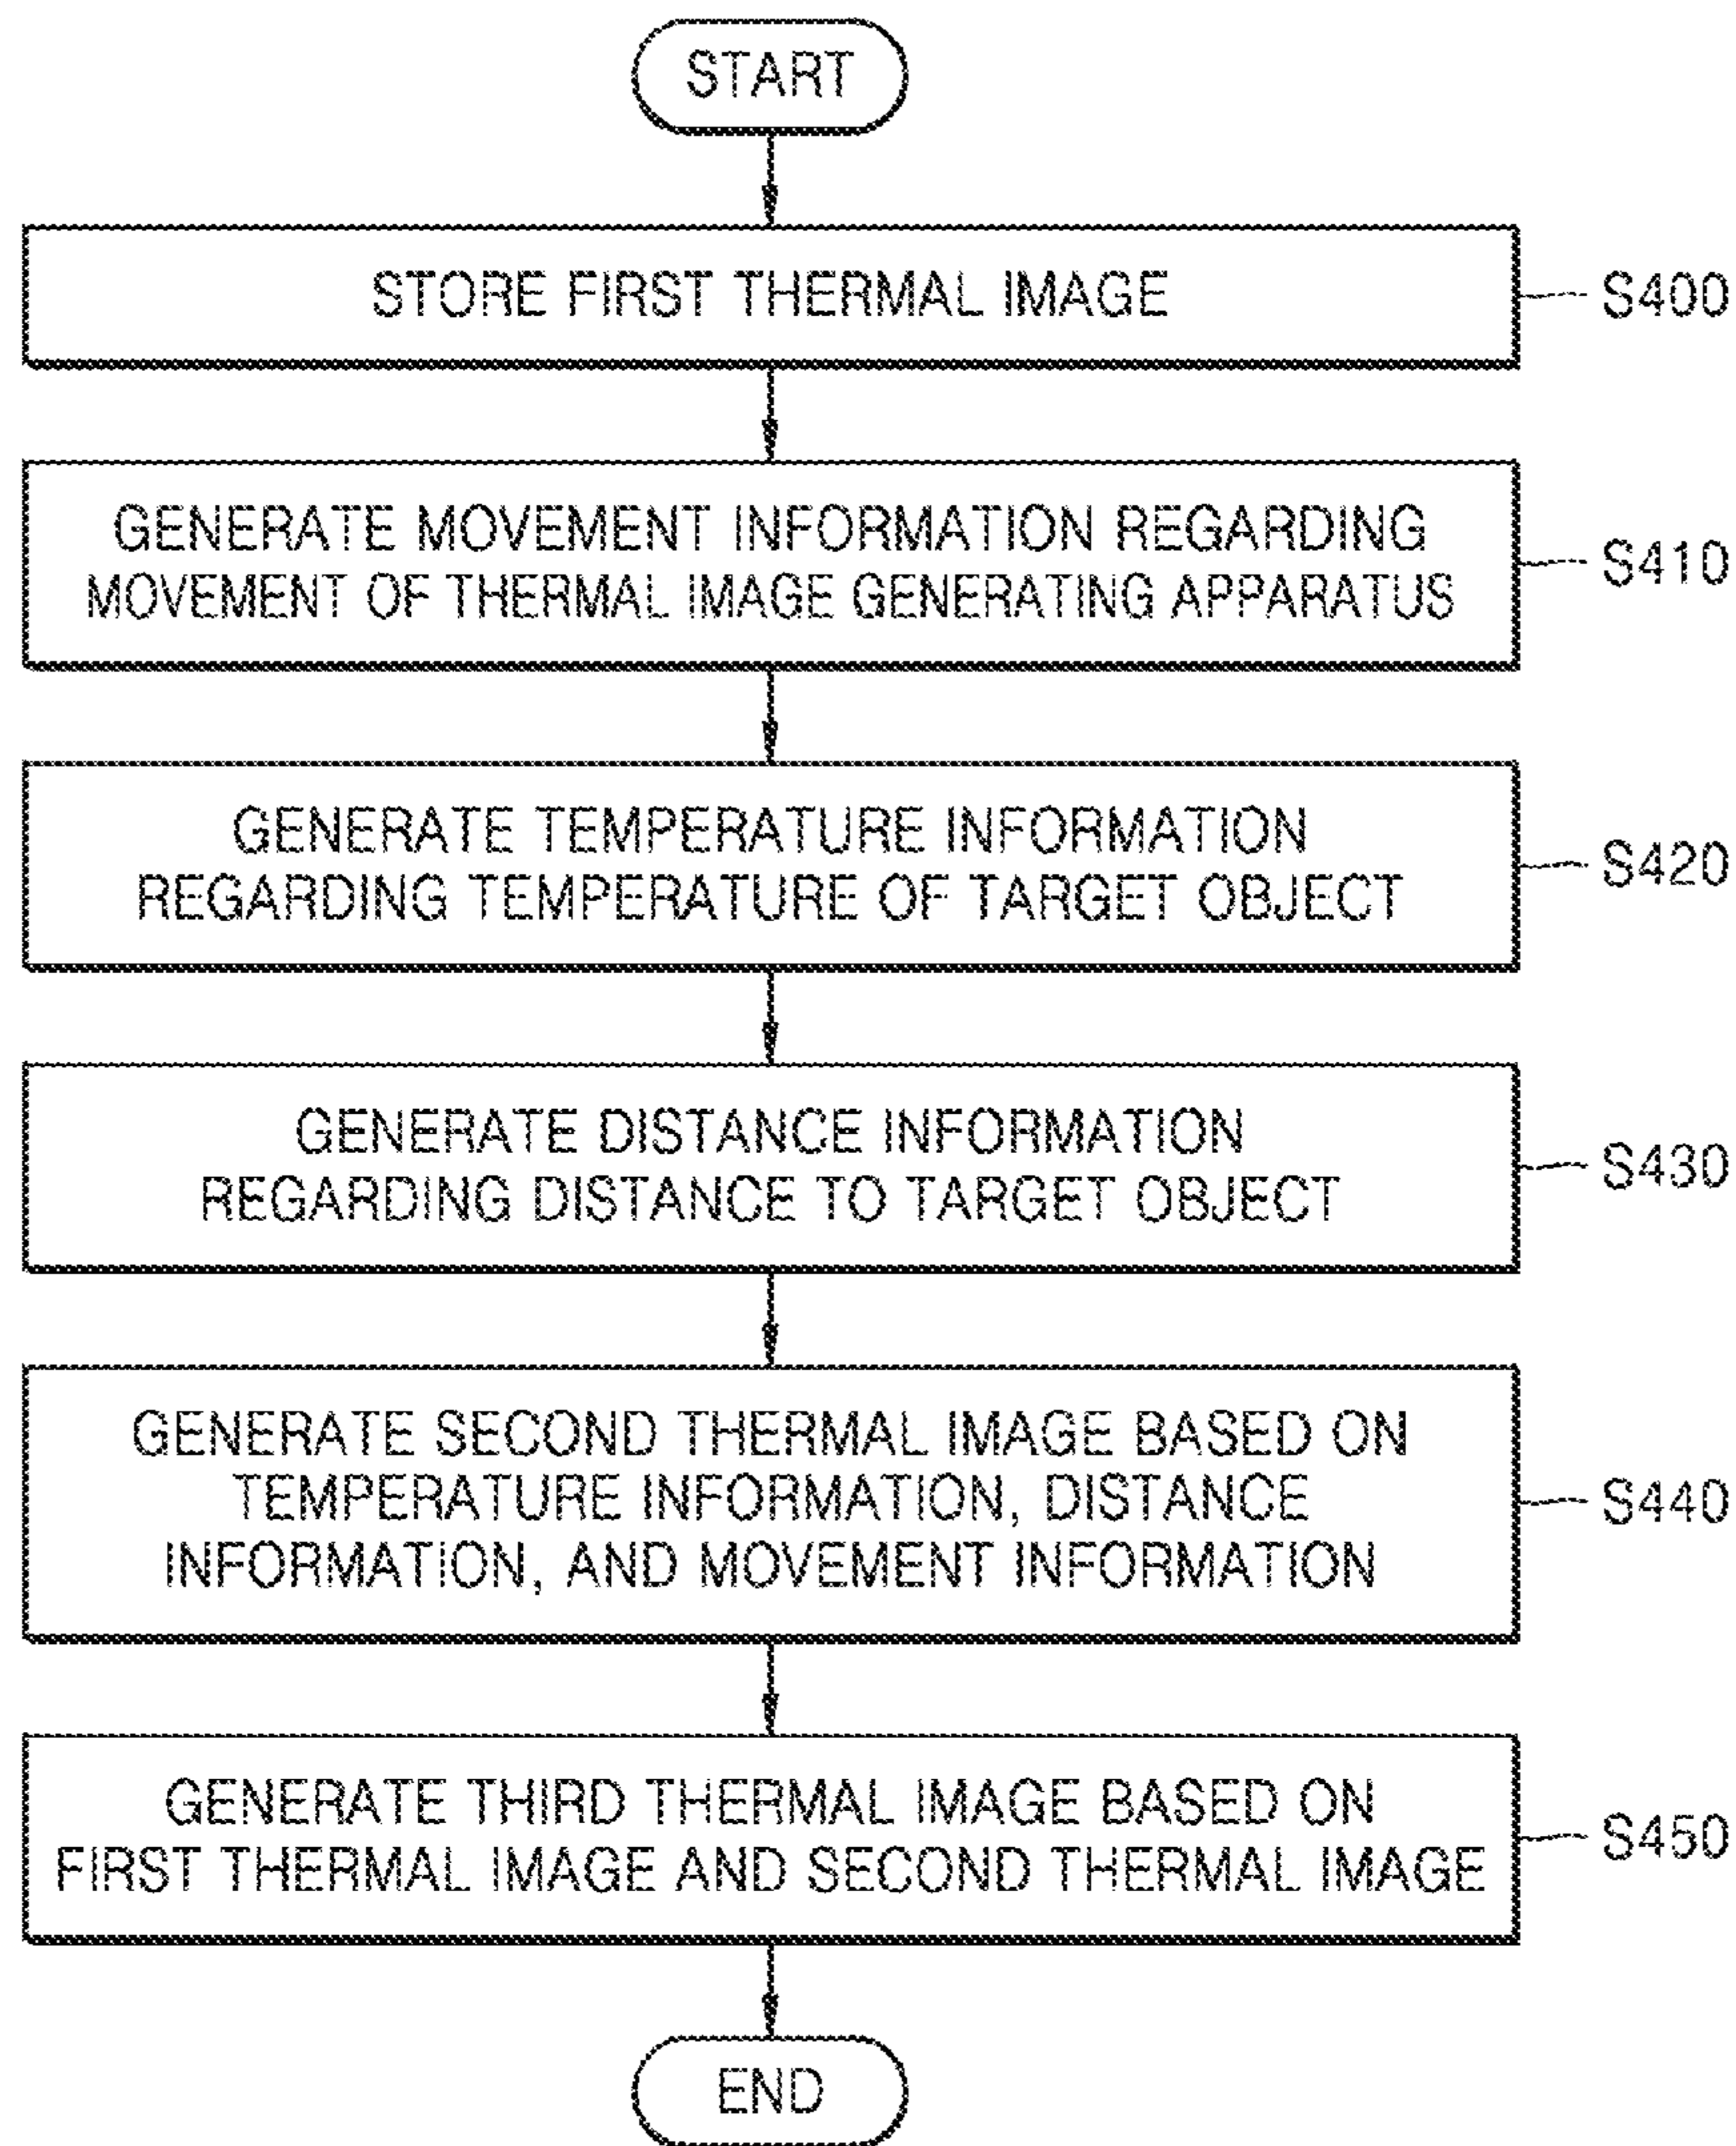 START
STORE FIRST THERMAL IMAGE
S400
GENERATE MOVEMENT INFORMATION REGARDING
MOVEMENT OF THERMAL IMAGE GENERATING APPARATUS
S410
GENERATE TEMPERATURE INFORMATION
REGARDING TEMPERATURE OF TARGET OBJECT
S420
GENERATE DISTANCE INFORMATION
REGARDING DISTANCE TO TARGET OBJECT
S430
GENERATE SECOND THERMAL IMAGE BASED ON
TEMPERATURE INFORMATION, DISTANCE
INFORMATION, AND MOVEMENT INFORMATION
S440
GENERATE THIRD THERMAL IMAGE BASED ON
FIRST THERMAL IMAGE AND SECOND THERMAL IMAGE
S450
END